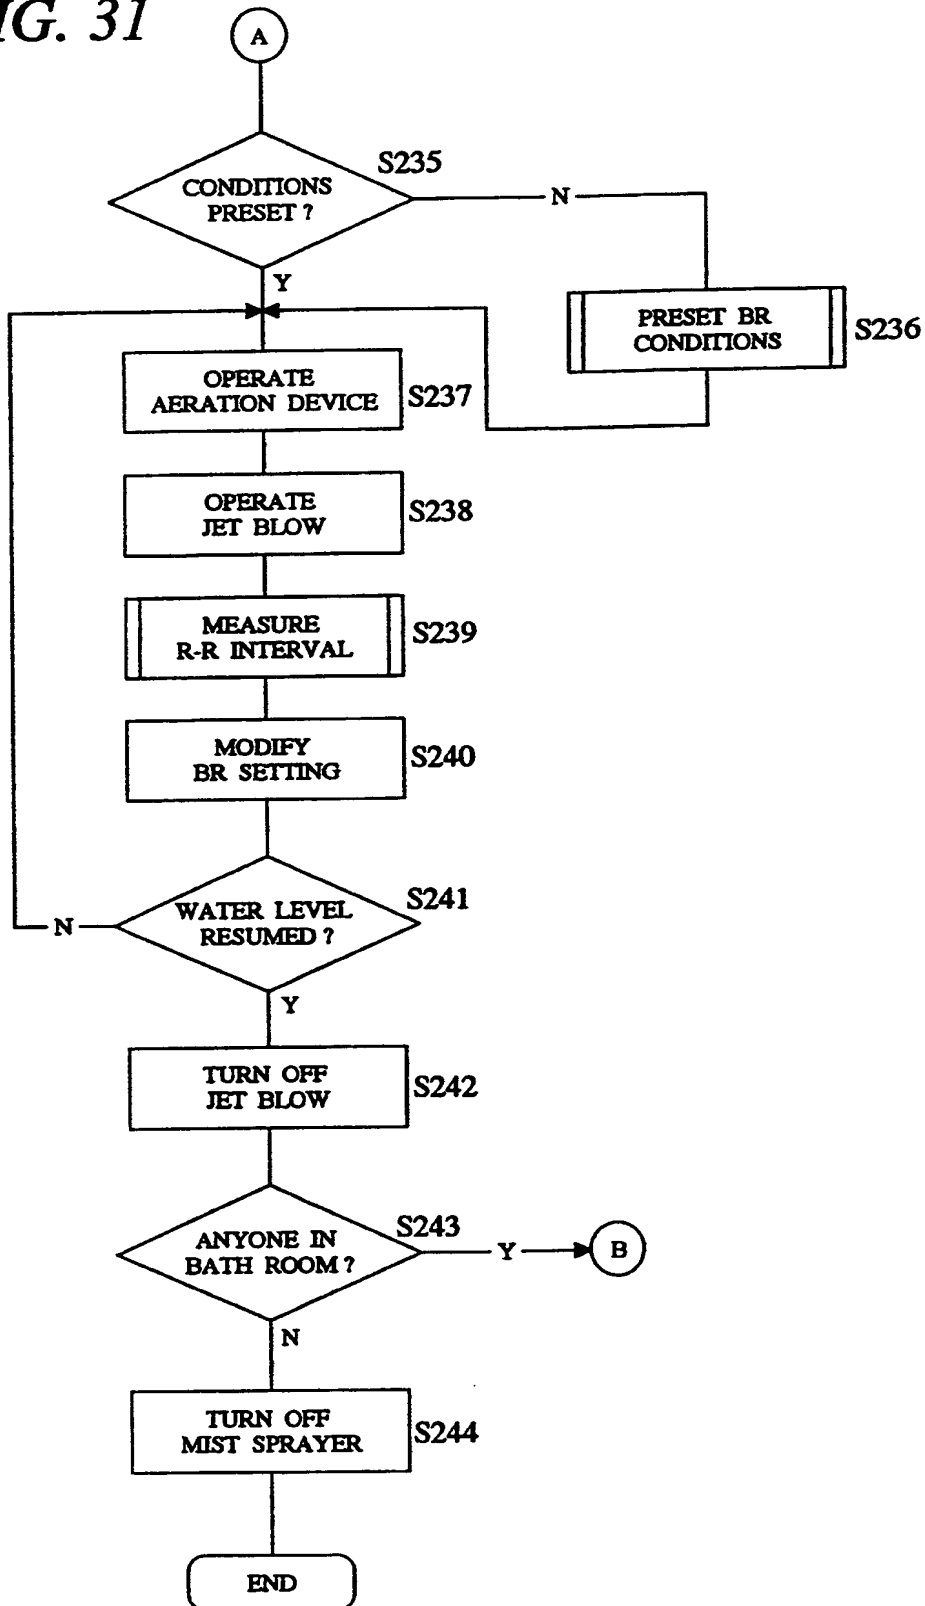 IG. 31
A
S235
CONDITIONS
PRESET ?
N
Y
PRESET BR
CONDITIONS
S236
OPERATE
AERATION DEVICE
S237
OPERATE
JET BLOW
S238
MEASURE
R-R INTERVAL
S239
MODIFY
BR SETTING
S240
S241
WATER LEVEL
RESUMED ?
N
Y
TURN OFF
JET BLOW
S242
S243
ANYONE IN
BATH ROOM ?
Y
B
N
TURN OFF
MIST SPRAYER
S244
END